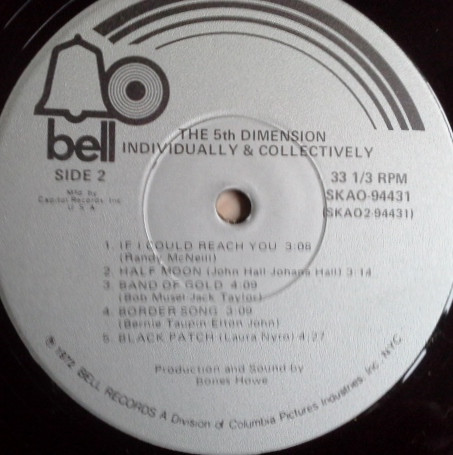 bell
THE 5th DIMENSION
INDIVIDUALLY & COLLECTIVELY
SIDE 2
33 1/3 RPM
Mfd. by
Capitol Records, Inc.
U.S.A.
SKAO-94431
(SKAO2-94431)
1. IF I COULD REACH YOU 3:08
(Randy McNeill)
2. HALF MOON (John Hall Johana Hall) 3:14
3. BAND OF GOLD 4:09
(Bob Musel Jack Taylor)
4. BORDER SONG 3:09
(Bernie Taupin Elton John)
5. BLACK PATCH (Laura Nyro) 4:27
Production and Sound by
Bones Howe
℗ 1972 BELL RECORDS A Division of Columbia Pictures Industries, Inc. NYC